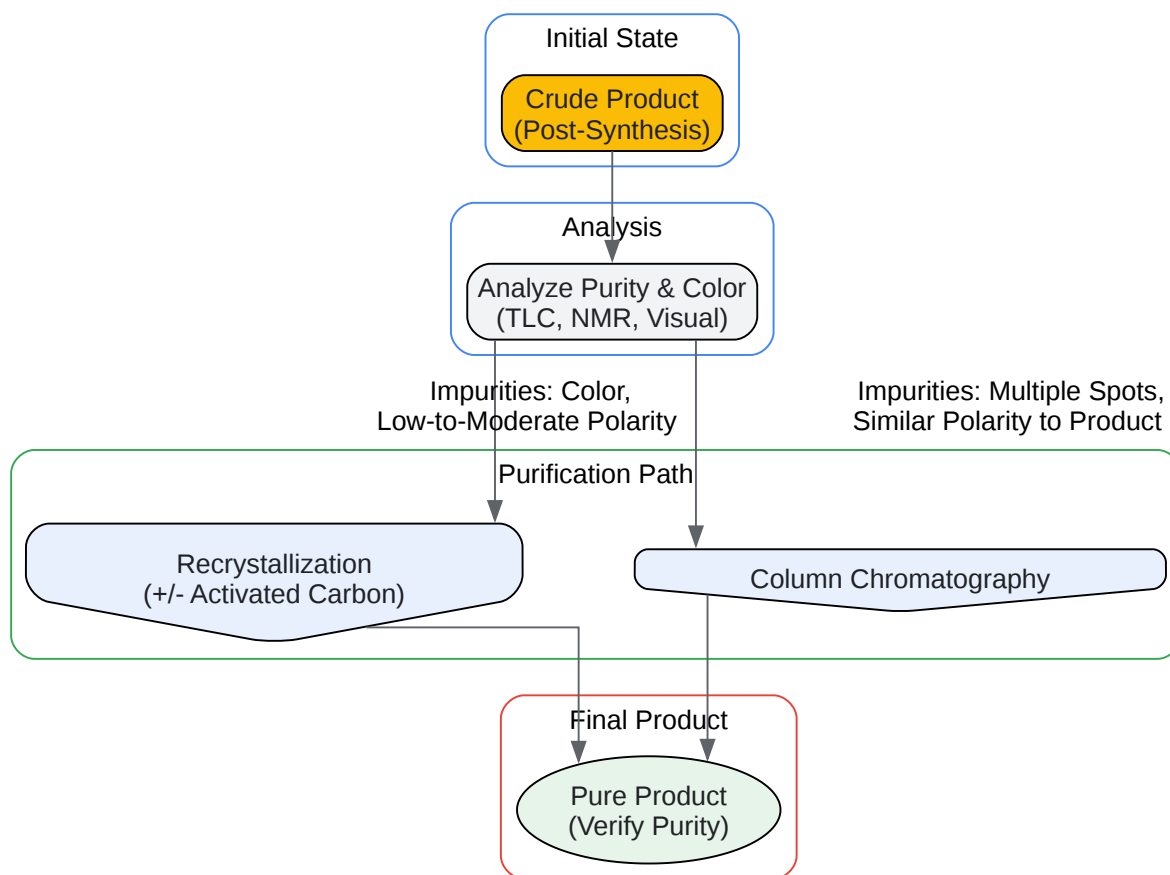 Initial State
Crude Product
(Post-Synthesis)
Analysis
Analyze Purity & Color
(TLC, NMR, Visual)
Impurities: Color,
Low-to-Moderate Polarity
Impurities: Multiple Spots,
Similar Polarity to Product
Purification Path
Recrystallization
(+/- Activated Carbon)
Column Chromatography
Final Product
Pure Product
(Verify Purity)